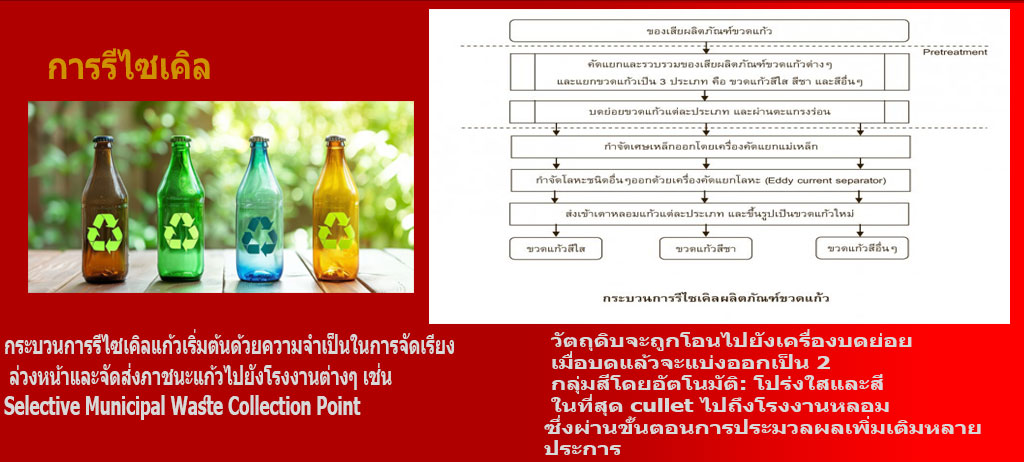 การรีไซเคิล
ของเสียผลิตภัณฑ์ขวดแก้ว
Pretreatment
คัดแยกและรวบรวมของเสียผลิตภัณฑ์ขวดแก้วต่างๆ
และแยกขวดแก้วเป็น 3 ประเภท คือ ขวดแก้วสีใส สีชา และสีอื่นๆ
บดย่อยขวดแก้วแต่ละประเภท และผ่านตะแกรงร่อน
กำจัดเศษเหล็กออกโดยเครื่องคัดแยกแม่เหล็ก
กำจัดโลหะชนิดอื่นๆออกด้วยเครื่องคัดแยกโลหะ (Eddy current separator)
ส่งเข้าเตาหลอมแก้วแต่ละประเภท และขึ้นรูปเป็นขวดแก้วใหม่
ขวดแก้วสีใส
ขวดแก้วสีชา
ขวดแก้วสีอื่นๆ
กระบวนการรีไซเคิลผลิตภัณฑ์ขวดแก้ว
กระบวนการรีไซเคิลแก้วเริ่มต้นด้วยความจำเป็นในการจัดเรียง
ล่วงหน้าและจัดส่งภาชนะแก้วไปยังโรงงานต่างๆ เช่น
Selective Municipal Waste Collection Point
วัตถุดิบจะถูกโอนไปยังเครื่องบดย่อย
เมื่อบดแล้วจะแบ่งออกเป็น 2
กลุ่มสีโดยอัตโนมัติ: โปร่งใสและสี
ในที่สุด cullet ไปถึงโรงงานหลอม
ซึ่งผ่านขั้นตอนการประมวลผลเพิ่มเติมหลาย
ประการ